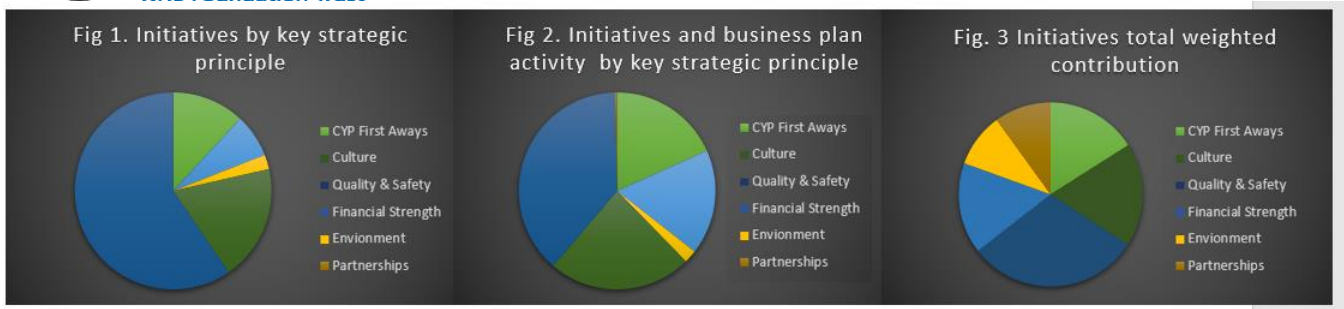 Fig 1. Initiatives by key strategic
principle
CYP First Aways
Culture
Quality & Safety
Financial Strength
Envionment
Partnerships
Fig 2. Initiatives and business plan
activity by key strategic principle
CYP First Aways
Culture
Quality & Safety
Financial Strength
Envionment
Partnerships
Fig. 3 Initiatives total weighted
contribution
CYP First Aways
Culture
Quality & Safety
Financial Strength
Envionment
Partnerships